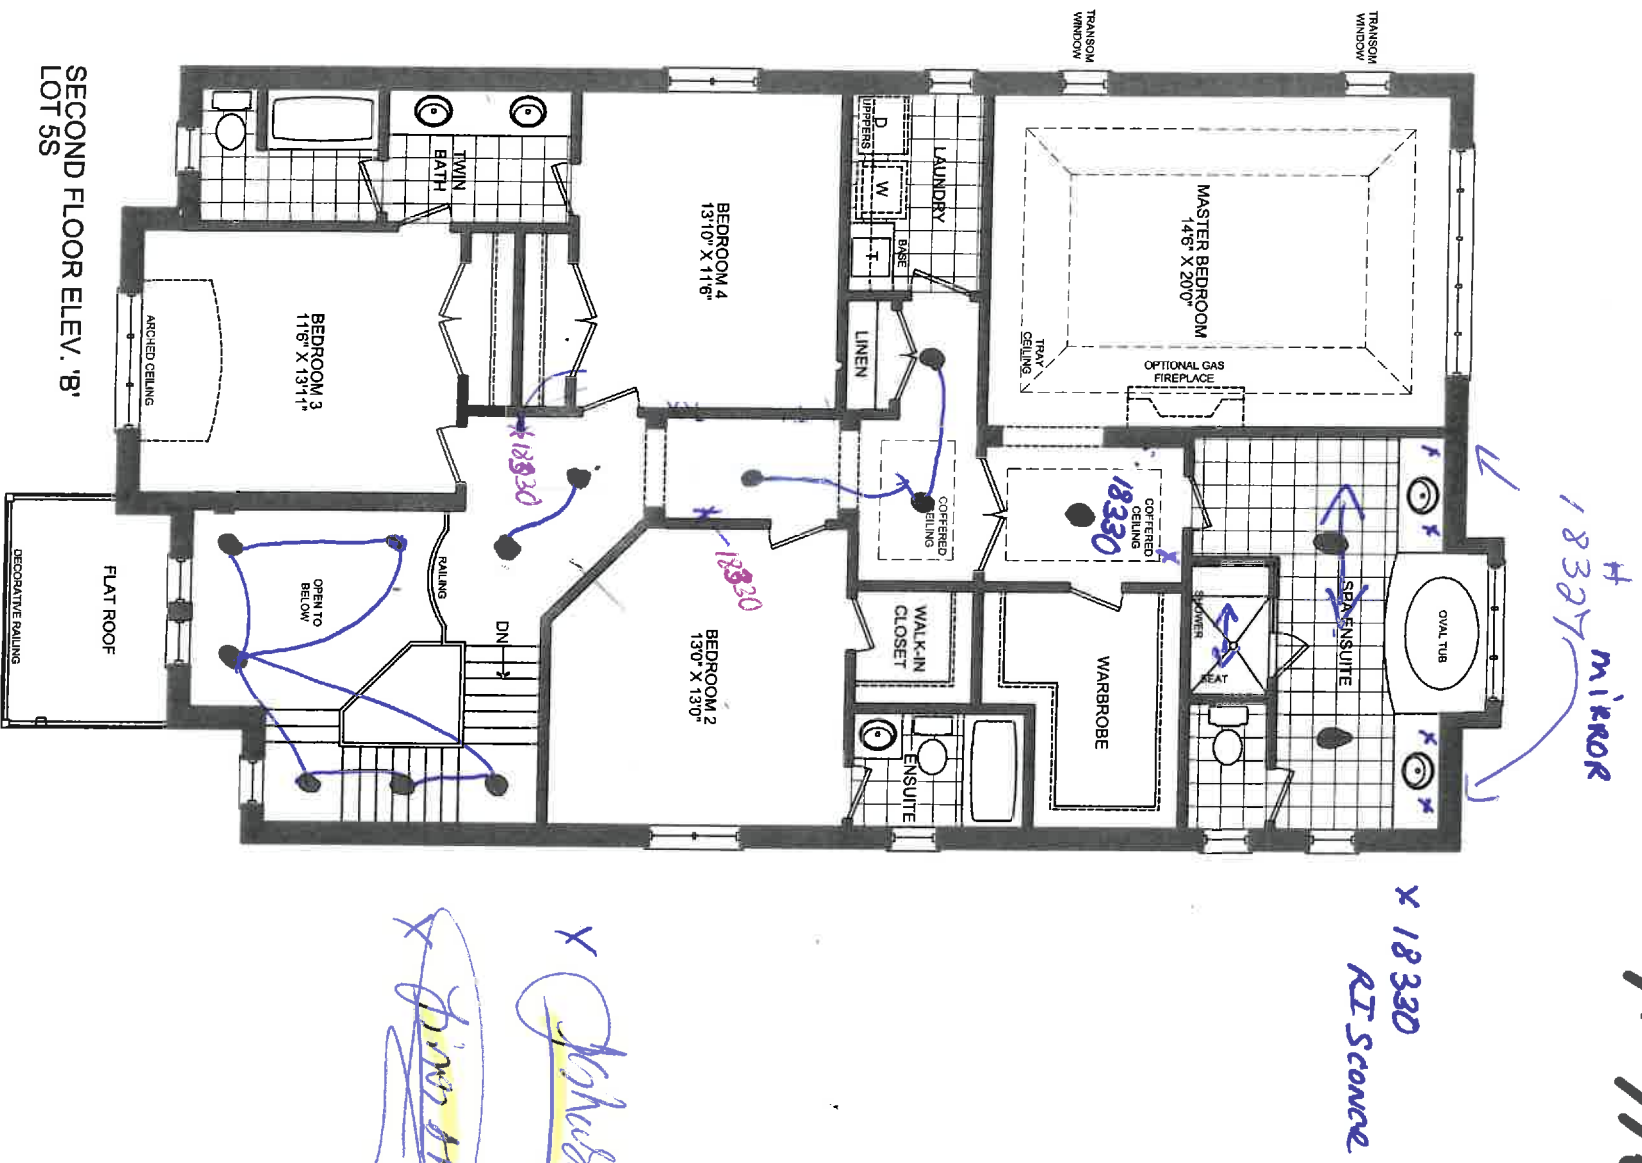 SECOND FLOOR ELEV. 'B'
LOT 5S
TRANSOM
WINDOW
TRANSOM
WINDOW
# 18327 MIRROR
MASTER BEDROOM
14'6" X 20'0"
TRAY
CEILING
OPTIONAL GAS
FIREPLACE
LAUNDRY
D
UPPPERS
W
BASE
T
LINEN
BEDROOM 4
13'10" X 11'6"
TWIN
BATH
BEDROOM 3
11'6" X 13'11"
ARCHED CEILING
COFFERED
CEILING
18330
COFFERED
CEILING
x 18330
x 18330
OVAL TUB
SPA ENSUITE
SHOWER
SEAT
WARBROBE
WALK-IN
CLOSET
ENSUITE
BEDROOM 2
13'0" X 13'0"
DN
RAILING
OPEN TO
BELOW
FLAT ROOF
DECORATIVE RAILING
x 18330
RI SCONCE
x
x